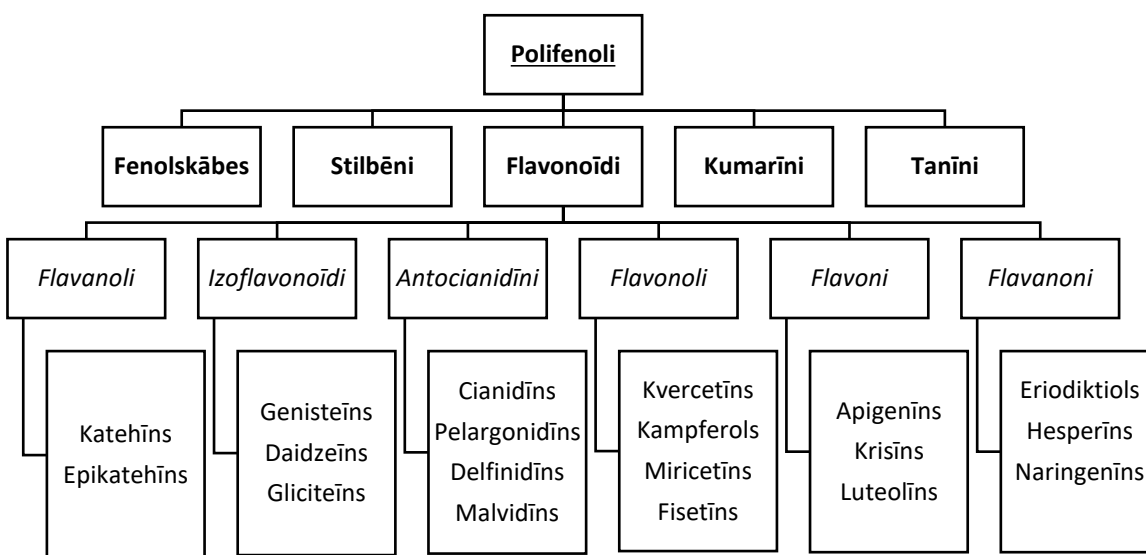 Polifenoli
Fenolskābes
Stilbēni
Flavonoīdi
Kumarīni
Tanīni
Flavanoli
Izoflavonoīdi
Antocianidīni
Flavonoli
Flavoni
Flavanoni
Katehīns
Epikatehīns
Genisteīns
Daidzeīns
Gliciteīns
Cianidīns
Pelargonidīns
Delfinidīns
Malvidīns
Kvercetīns
Kampferols
Miricetīns
Fisetīns
Apigenīns
Krisīns
Luteolīns
Eriodiktiols
Hesperīns
Naringenīns